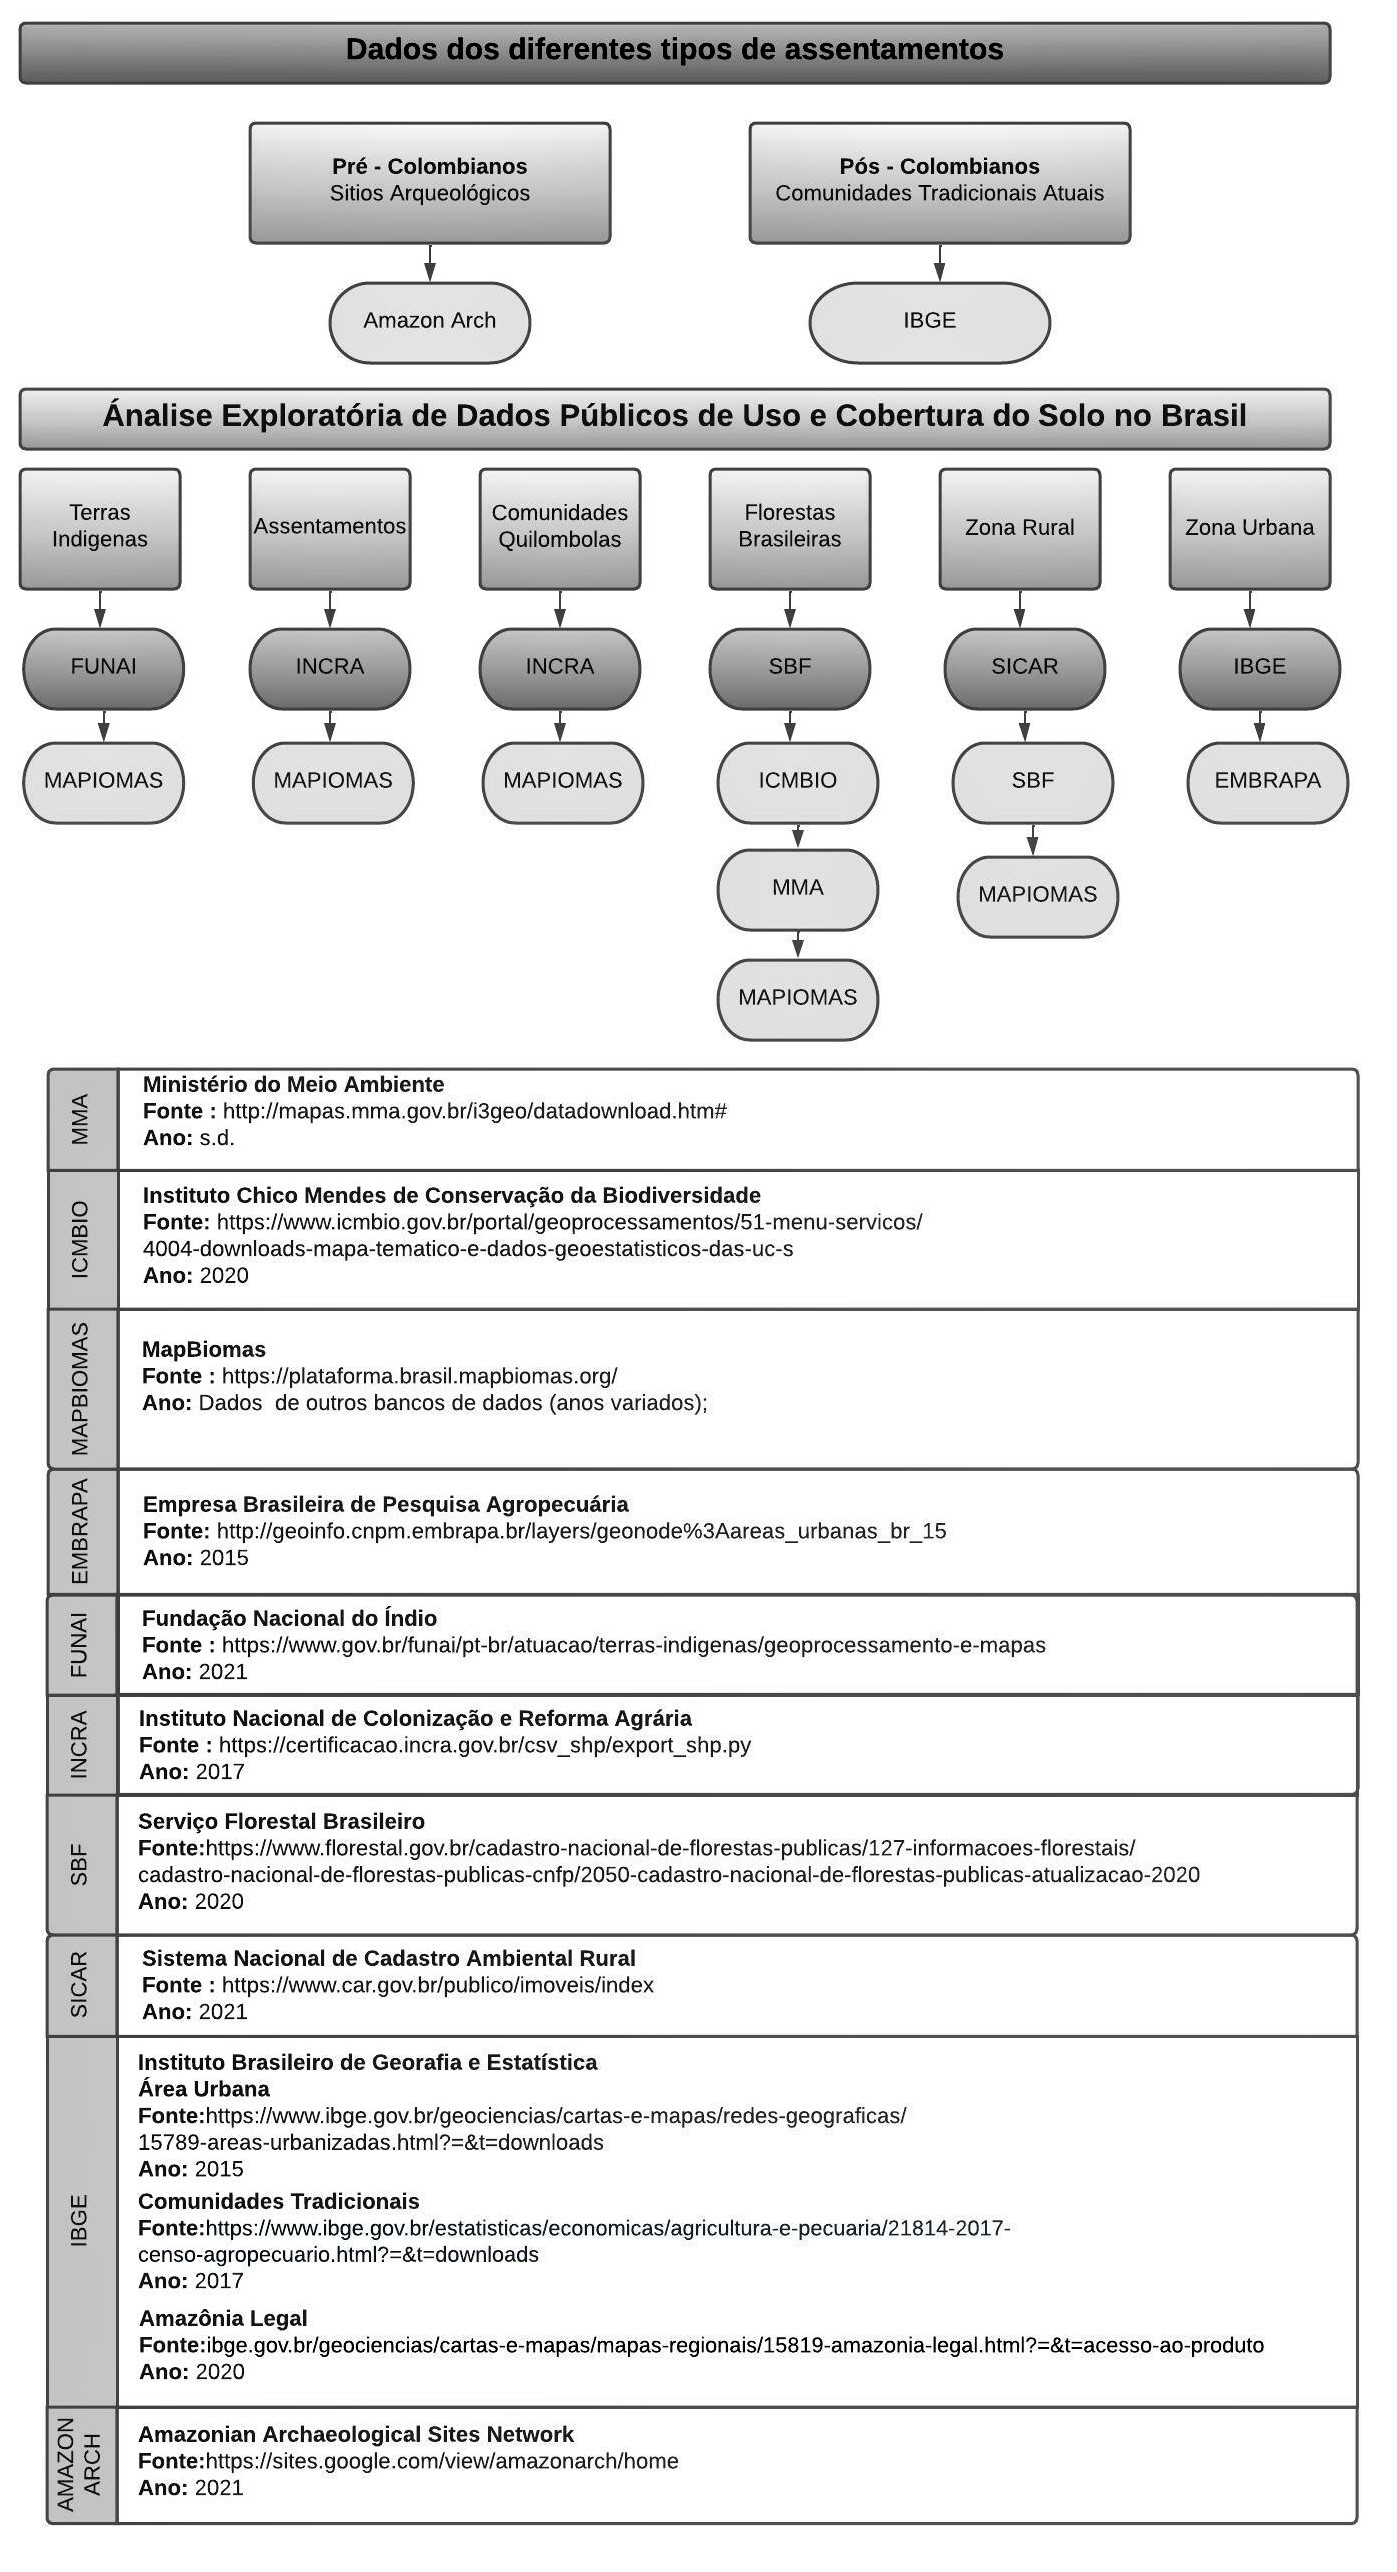 Dados dos diferentes tipos de assentamentos
Pré - Colombianos
Sitios Arqueológicos
Pós - Colombianos
Comunidades Tradicionais Atuais
Amazon Arch
IBGE
Ánalise Exploratória de Dados Públicos de Uso e Cobertura do Solo no Brasil
Terras
Indigenas
Assentamentos
Comunidades
Quilombolas
Florestas
Brasileiras
Zona Rural
Zona Urbana
FUNAI
INCRA
INCRA
SBF
SICAR
IBGE
MAPIOMAS
MAPIOMAS
MAPIOMAS
ICMBIO
SBF
EMBRAPA
MMA
MAPIOMAS
MAPIOMAS
MMA
Ministério do Meio Ambiente
Fonte : http://mapas.mma.gov.br/i3geo/datadownload.htm#
Ano: s.d.
ICMBIO
Instituto Chico Mendes de Conservação da Biodiversidade
Fonte: https://www.icmbio.gov.br/portal/geoprocessamentos/51-menu-servicos/
4004-downloads-mapa-tematico-e-dados-geoestatisticos-das-uc-s
Ano: 2020
MAPBIOMAS
MapBiomas
Fonte : https://plataforma.brasil.mapbiomas.org/
Ano: Dados  de outros bancos de dados (anos variados);
EMBRAPA
Empresa Brasileira de Pesquisa Agropecuária
Fonte: http://geoinfo.cnpm.embrapa.br/layers/geonode%3Aareas_urbanas_br_15
Ano: 2015
FUNAI
Fundação Nacional do Índio
Fonte : https://www.gov.br/funai/pt-br/atuacao/terras-indigenas/geoprocessamento-e-mapas
Ano: 2021
INCRA
Instituto Nacional de Colonização e Reforma Agrária
Fonte : https://certificacao.incra.gov.br/csv_shp/export_shp.py
Ano: 2017
SBF
Serviço Florestal Brasileiro
Fonte:https://www.florestal.gov.br/cadastro-nacional-de-florestas-publicas/127-informacoes-florestais/
cadastro-nacional-de-florestas-publicas-cnfp/2050-cadastro-nacional-de-florestas-publicas-atualizacao-2020
Ano: 2020
SICAR
Sistema Nacional de Cadastro Ambiental Rural
Fonte : https://www.car.gov.br/publico/imoveis/index
Ano: 2021
IBGE
Instituto Brasileiro de Georafia e Estatística
Área Urbana
Fonte:https://www.ibge.gov.br/geociencias/cartas-e-mapas/redes-geograficas/
15789-areas-urbanizadas.html?=&t=downloads
Ano: 2015
Comunidades Tradicionais
Fonte:https://www.ibge.gov.br/estatisticas/economicas/agricultura-e-pecuaria/21814-2017-
censo-agropecuario.html?=&t=downloads
Ano: 2017
Amazônia Legal
Fonte:ibge.gov.br/geociencias/cartas-e-mapas/mapas-regionais/15819-amazonia-legal.html?=&t=acesso-ao-produto
Ano: 2020
AMAZON
ARCH
Amazonian Archaeological Sites Network
Fonte:https://sites.google.com/view/amazonarch/home
Ano: 2021